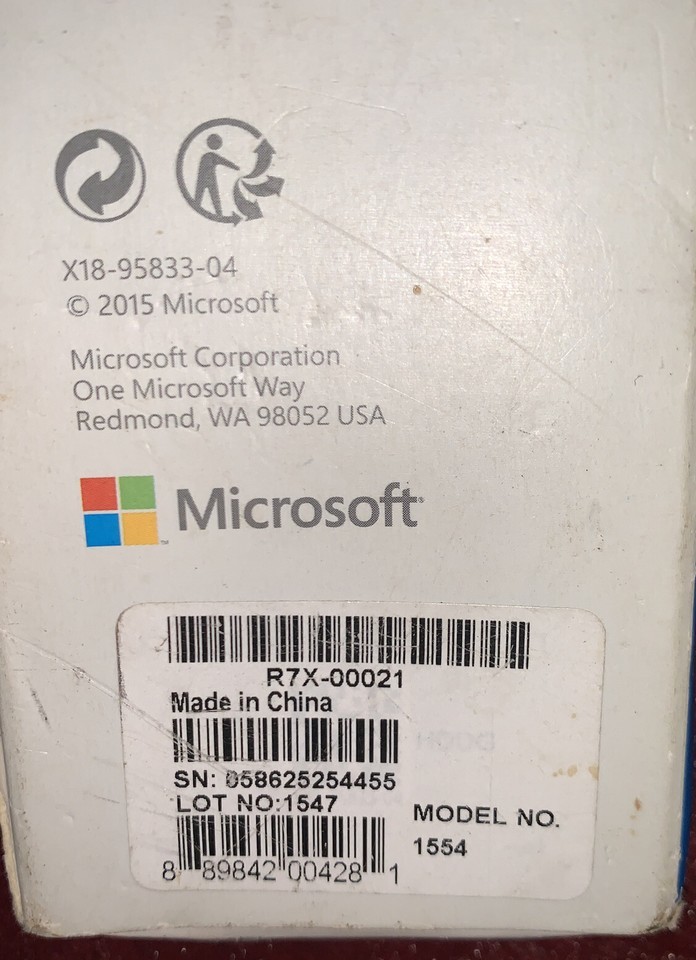 X18-95833-04
© 2015 Microsoft
Microsoft Corporation
One Microsoft Way
Redmond, WA 98052 USA
Microsoft
R7X-00021
Made in China
SN: 058625254455
LOT NO:1547
MODEL NO.
1554
8 89842 00428 1